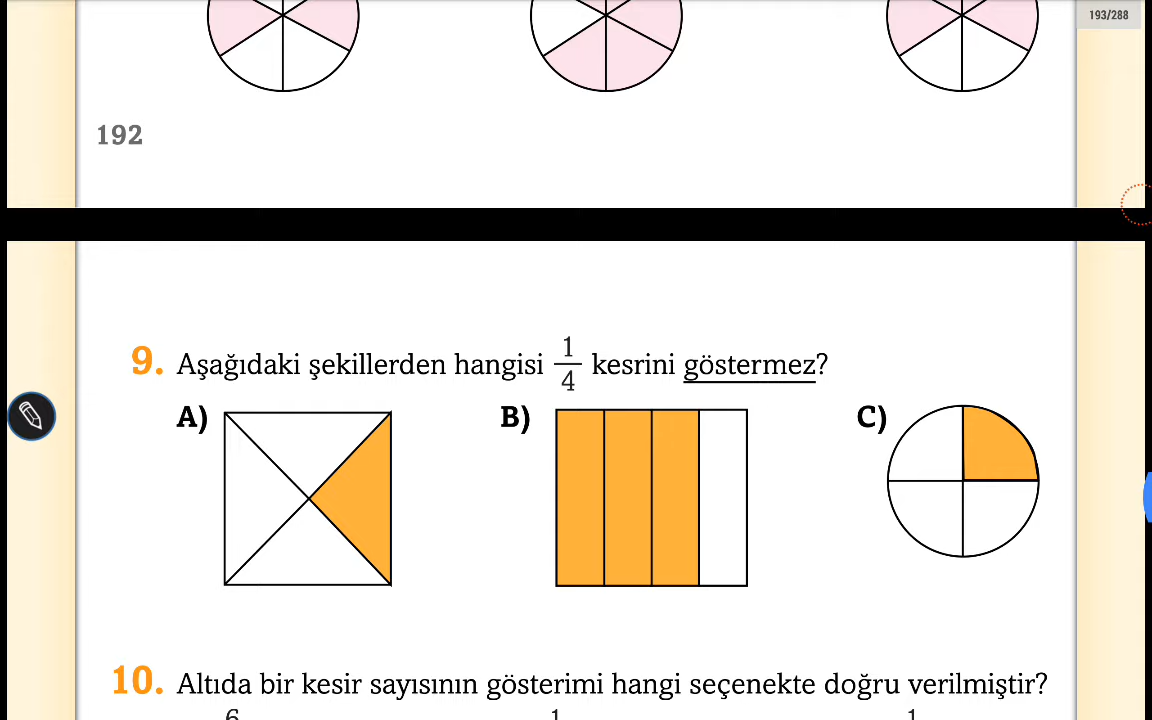 193/288
192
9. Aşağıdaki şekillerden hangisi 1/4 kesrini göstermez?
A) B) C)
10. Altıda bir kesir sayısının gösterimi hangi seçenekte doğru verilmiştir?